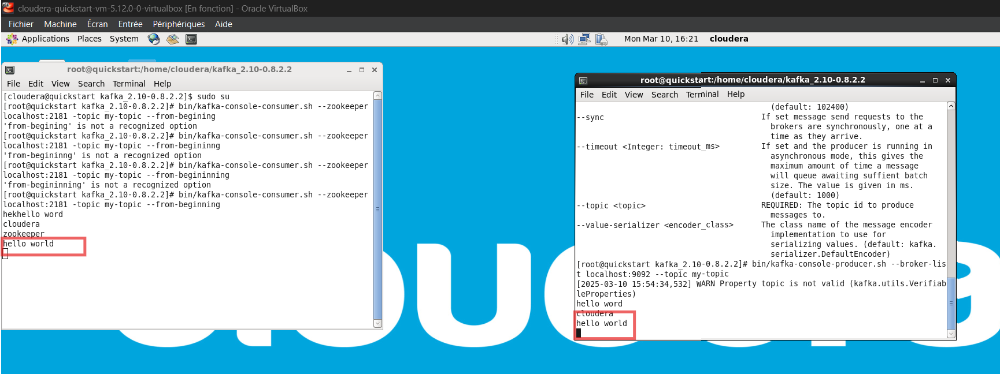 cloudera-quickstart-vm-5.12.0-0-virtualbox [En fonction] - Oracle VirtualBox
Fichier Machine Écran Entrée Périphériques Aide
Applications Places System Mon Mar 10, 16:21 cloudera
root@quickstart:/home/cloudera/kafka_2.10-0.8.2.2
File Edit View Search Terminal Help
[cloudera@quickstart kafka_2.10-0.8.2.2]$ sudo su
[root@quickstart kafka_2.10-0.8.2.2]# bin/kafka-console-consumer.sh --zookeeper
localhost:2181 -topic my-topic --from-begining
'from-begining' is not a recognized option
[root@quickstart kafka_2.10-0.8.2.2]# bin/kafka-console-consumer.sh --zookeeper
localhost:2181 -topic my-topic --from-begininng
'from-begininng' is not a recognized option
[root@quickstart kafka_2.10-0.8.2.2]# bin/kafka-console-consumer.sh --zookeeper
localhost:2181 -topic my-topic --from-begininning
'from-begininning' is not a recognized option
[root@quickstart kafka_2.10-0.8.2.2]# bin/kafka-console-consumer.sh --zookeeper
localhost:2181 -topic my-topic --from-beginning
hekhello word
cloudera
zookeeper
hello world
root@quickstart:/home/cloudera/kafka_2.10-0.8.2.2
File Edit View Search Terminal Help
(default: 102400)
--sync If set message send requests to the
brokers are synchronously, one at a
time as they arrive.
--timeout <Integer: timeout_ms> If set and the producer is running in
asynchronous mode, this gives the
maximum amount of time a message
will queue awaiting suffient batch
size. The value is given in ms.
(default: 1000)
--topic <topic> REQUIRED: The topic id to produce
messages to.
--value-serializer <encoder_class> The class name of the message encoder
implementation to use for
serializing values. (default: kafka.
serializer.DefaultEncoder)
[root@quickstart kafka_2.10-0.8.2.2]# bin/kafka-console-producer.sh --broker-lis
t localhost:9092 --topic my-topic
[2025-03-10 15:54:34,532] WARN Property topic is not valid (kafka.utils.Verifiab
leProperties)
hello word
cloudera
hello world